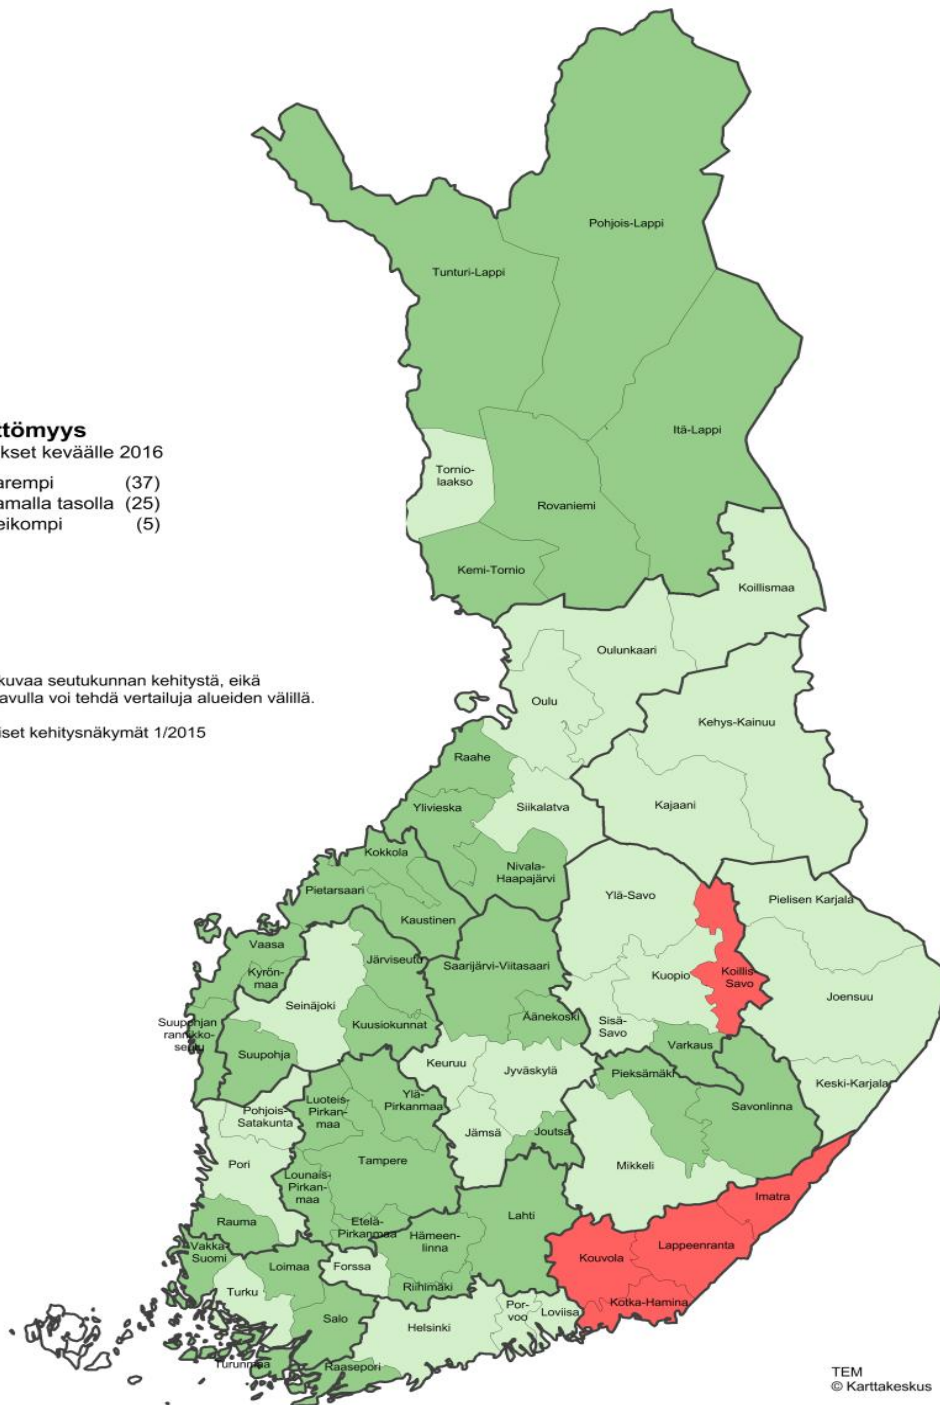 Pohjois-Lappi
Tunturi-Lappi
ttömyys
kset keväälle 2016
arempi (37)
amalla tasolla (25)
eikompi (5)
Itä-Lappi
Tornio-
laakso
Rovaniemi
Kemi-Tornio
Koillismaa
Oulunkaari
kuvaa seutukunnan kehitystä, eikä
avulla voi tehdä vertailuja alueiden välillä.
Oulu
Kehys-Kainuu
iset kehitysnäkymät 1/2015
Raahe
Ylivieska
Siikalatva
Kajaani
Kokkola
Nivala-
Haapajärvi
Pietarsaari
Ylä-Savo
Pielisen Karjala
Kaustinen
Vaasa
Järviseutu
Saarijärvi-Viitasaari
Kyrön-
maa
Kuopio
Koillis-
Savo
Joensuu
Seinäjoki
Suupohjan
rannikko-
seutu
Kuusiokunnat
Äänekoski
Sisä-
Savo
Varkaus
Suupohja
Keuruu
Jyväskylä
Pieksämäki
Keski-Karjala
Savonlinna
Ylä-
Pirkanmaa
Luoteis-
Pirkan-
maa
Pohjois-
Satakunta
Jämsä
Joutsa
Pori
Tampere
Mikkeli
Lounais-
Pirkan-
maa
Imatra
Rauma
Etelä-
Pirkanmaa
Hämeen-
linna
Lahti
Vakka-
Suomi
Loimaa
Forssa
Kouvola
Lappeenranta
Turku
Riihimäki
Kotka-Hamina
Salo
Helsinki
Por-
voo
Loviisa
Turunmaa
Raasepori
TEM
© Karttakeskus